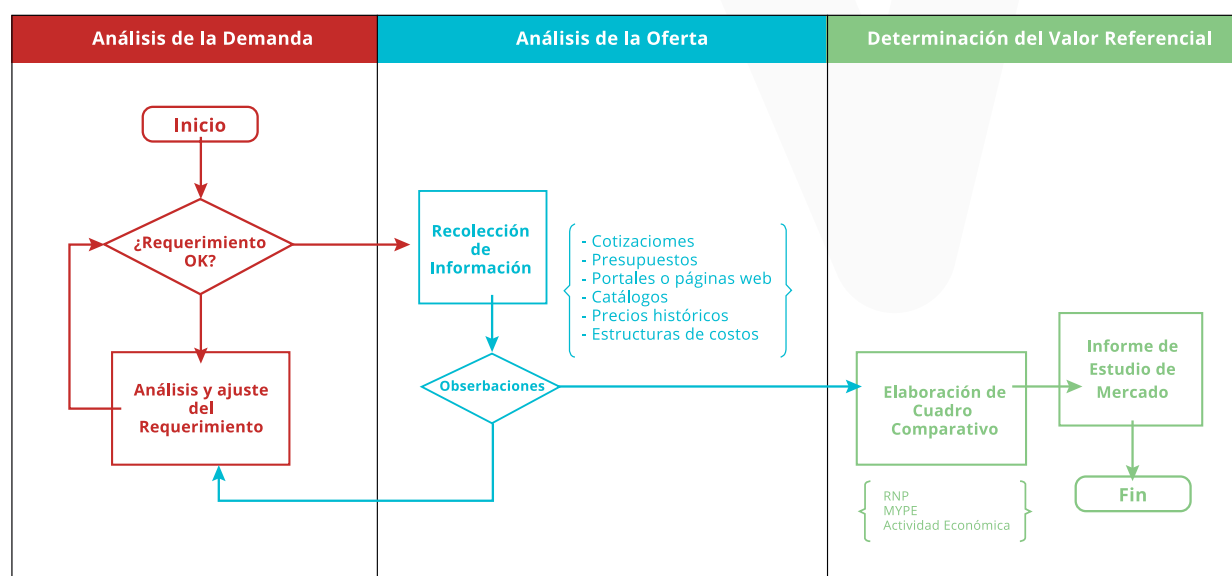 Análisis de la Demanda
Análisis de la Oferta
Determinación del Valor Referencial
Inicio
¿Requerimiento
OK?
Análisis y ajuste
del
Requerimiento
Recolección
de
Información
- Cotizaciomes
- Presupuestos
- Portales o páginas web
- Catálogos
- Precios históricos
- Estructuras de costos
Obserbaciones
Elaboración de
Cuadro
Comparativo
RNP
MYPE
Actividad Económica
Informe de
Estudio de
Mercado
Fin